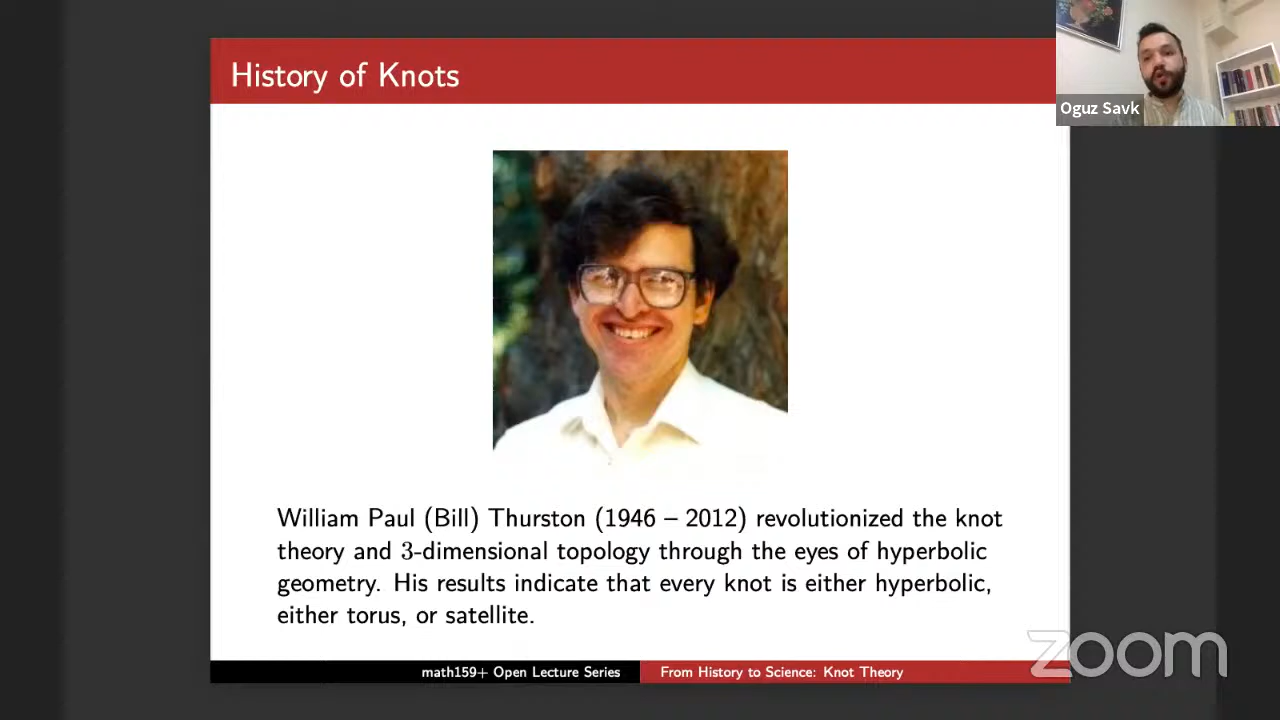 History of Knots
Oguz Savk
William Paul (Bill) Thurston (1946 – 2012) revolutionized the knot
theory and 3-dimensional topology through the eyes of hyperbolic
geometry. His results indicate that every knot is either hyperbolic,
either torus, or satellite.
math159+ Open Lecture Series
From History to Science: Knot Theory
zoom